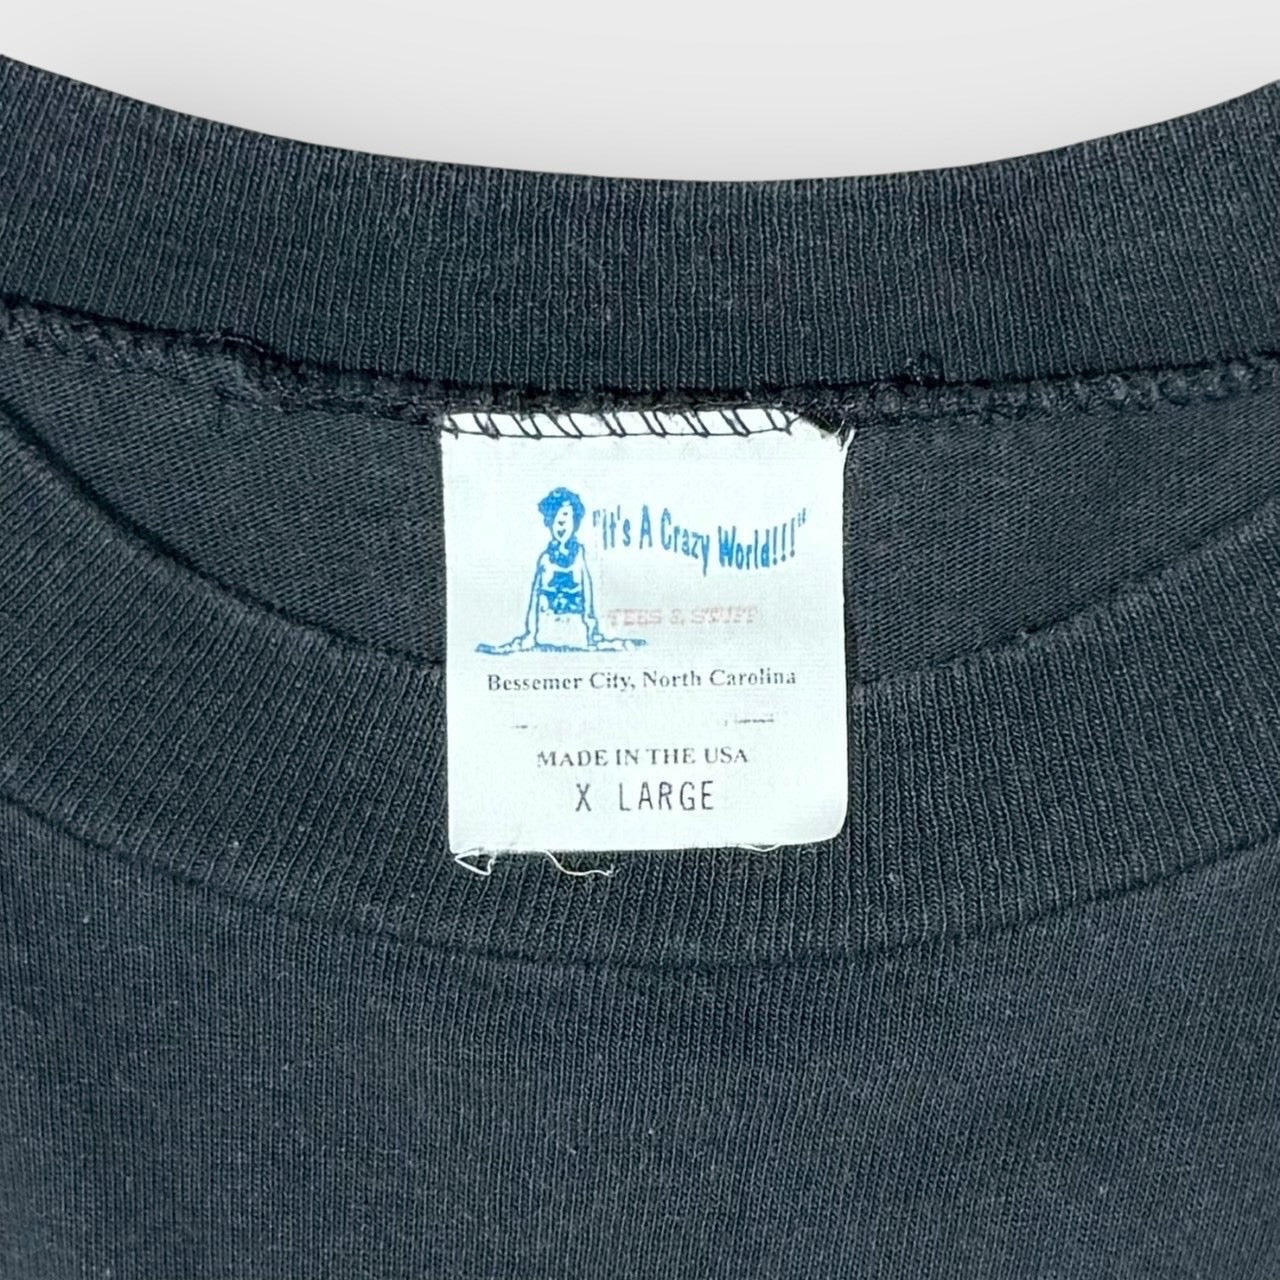 "It's A Crazy World!!!"
TEES & STUFF
Bessemer City, North Carolina
MADE IN THE USA
X LARGE